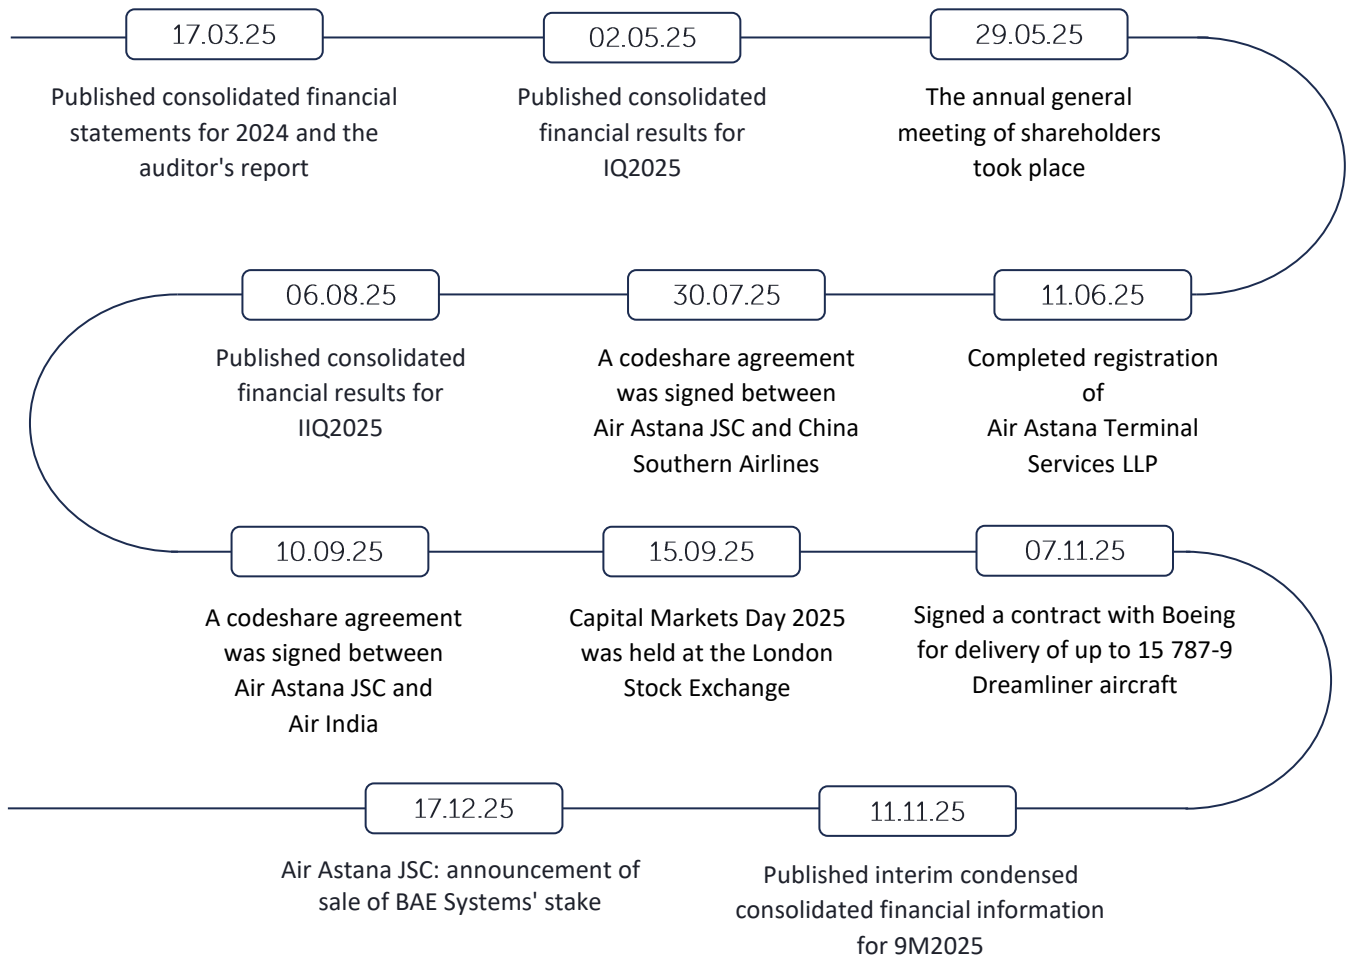 17.03.25
Published consolidated financial
statements for 2024 and the
auditor's report
02.05.25
Published consolidated
financial results for
IQ2025
29.05.25
The annual general
meeting of shareholders
took place
11.06.25
Completed registration
of
Air Astana Terminal
Services LLP
30.07.25
A codeshare agreement
was signed between
Air Astana JSC and China
Southern Airlines
06.08.25
Published consolidated
financial results for
IIQ2025
10.09.25
A codeshare agreement
was signed between
Air Astana JSC and
Air India
15.09.25
Capital Markets Day 2025
was held at the London
Stock Exchange
07.11.25
Signed a contract with Boeing
for delivery of up to 15 787-9
Dreamliner aircraft
11.11.25
Published interim condensed
consolidated financial information
for 9M2025
17.12.25
Air Astana JSC: announcement of
sale of BAE Systems' stake